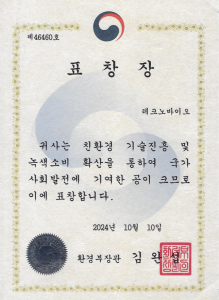 제46460호
표 창 장
테크노바이오
귀사는 친환경 기술진흥 및
녹색소비 확산을 통하여 국가
사회발전에 기여한 공이 크므로
이에 표창합니다.
2024년 10월 10일
환경부장관 김 완 섭